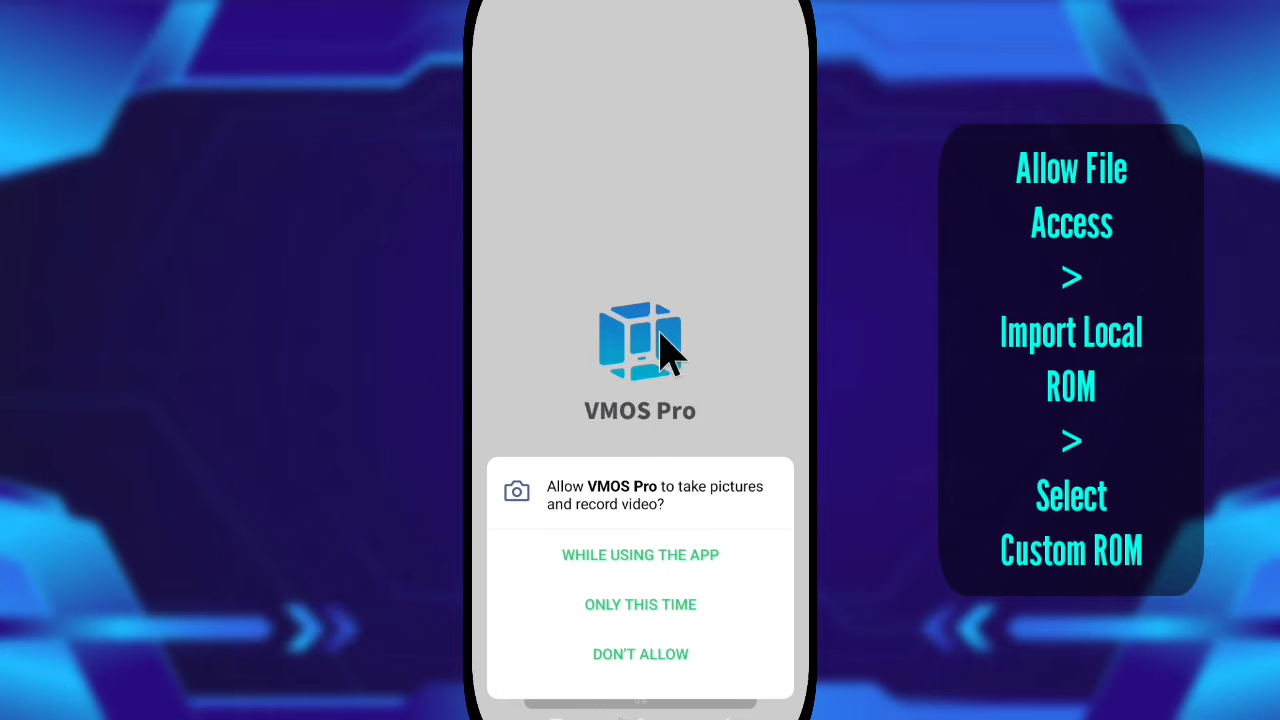 VMOS Pro
Allow VMOS Pro to take pictures
and record video?
WHILE USING THE APP
ONLY THIS TIME
DON'T ALLOW
Allow File
Access
>
Import Local
ROM
>
Select
Custom ROM